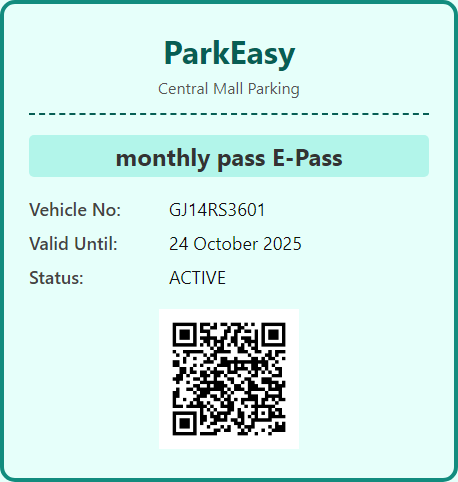 ParkEasy
Central Mall Parking
monthly pass E-Pass
Vehicle No: GJ14RS3601
Valid Until: 24 October 2025
Status: ACTIVE